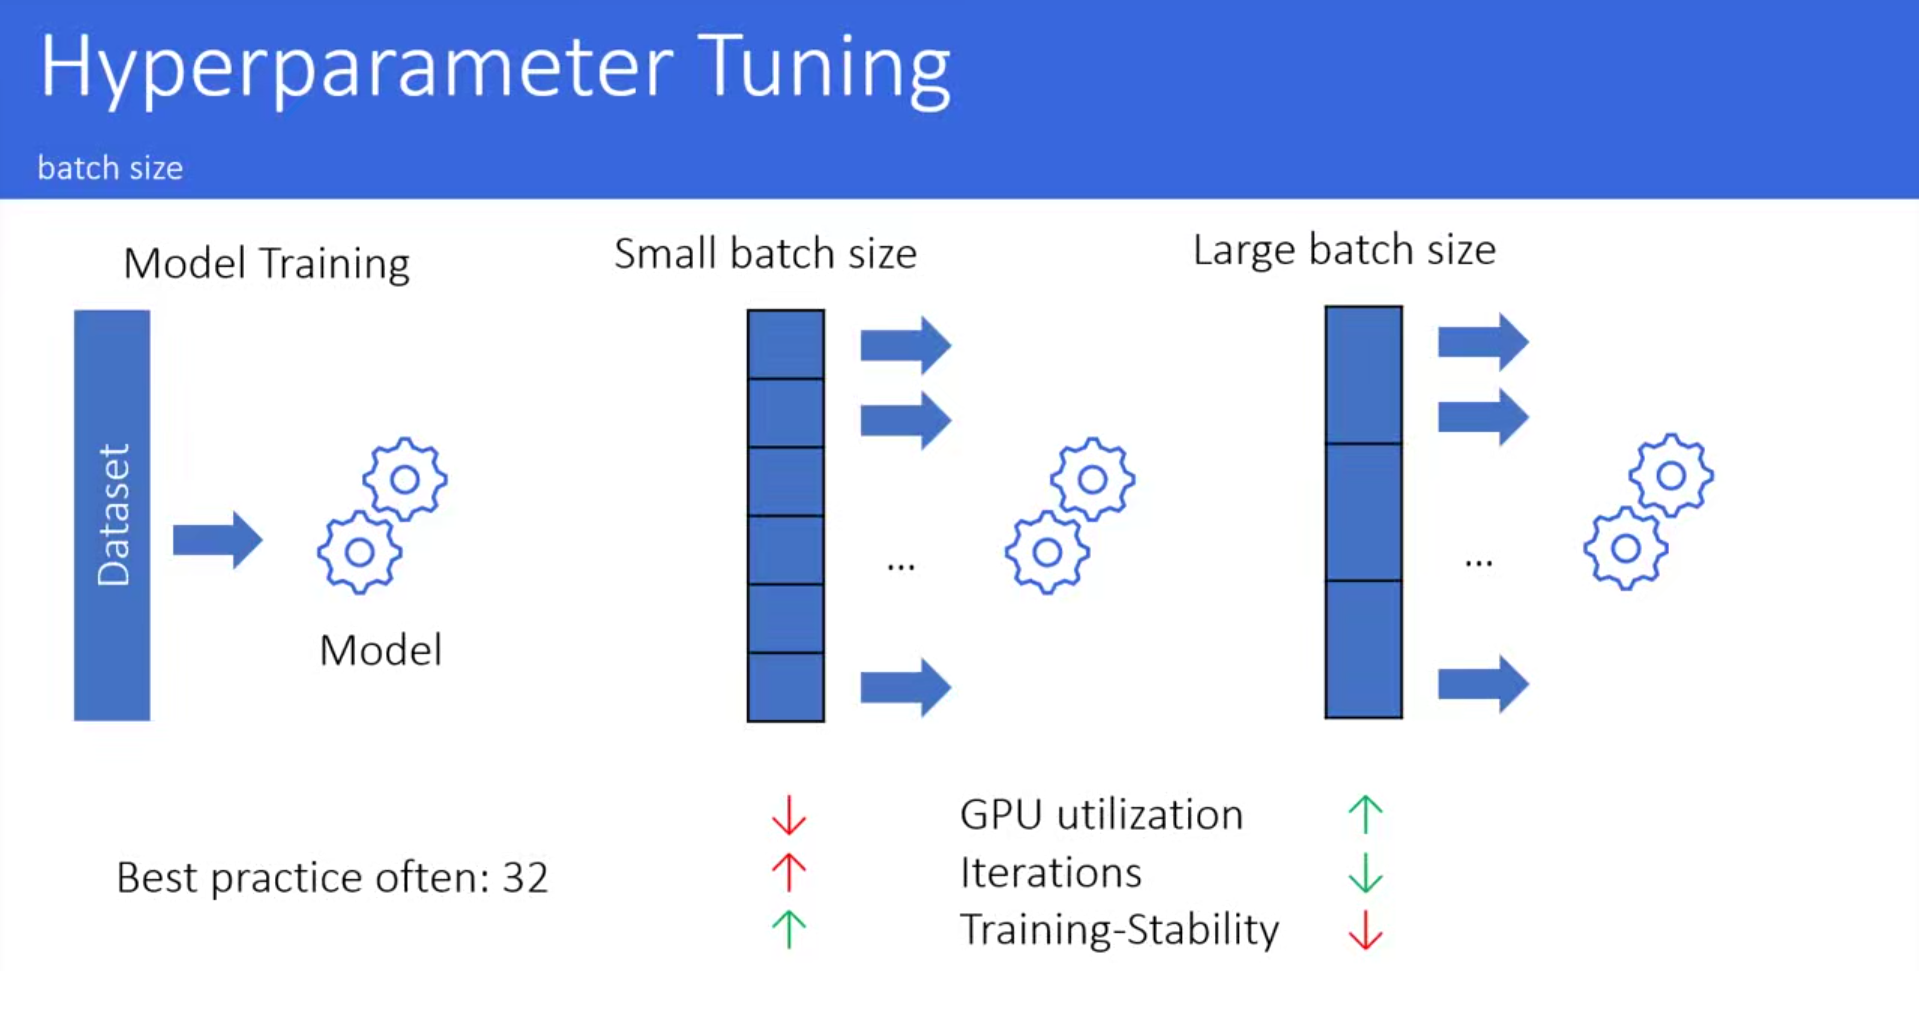 Hyperparameter Tuning
batch size
Model Training
Small batch size
Large batch size
Dataset
Model
...
...
Best practice often: 32
GPU utilization
Iterations
Training-Stability